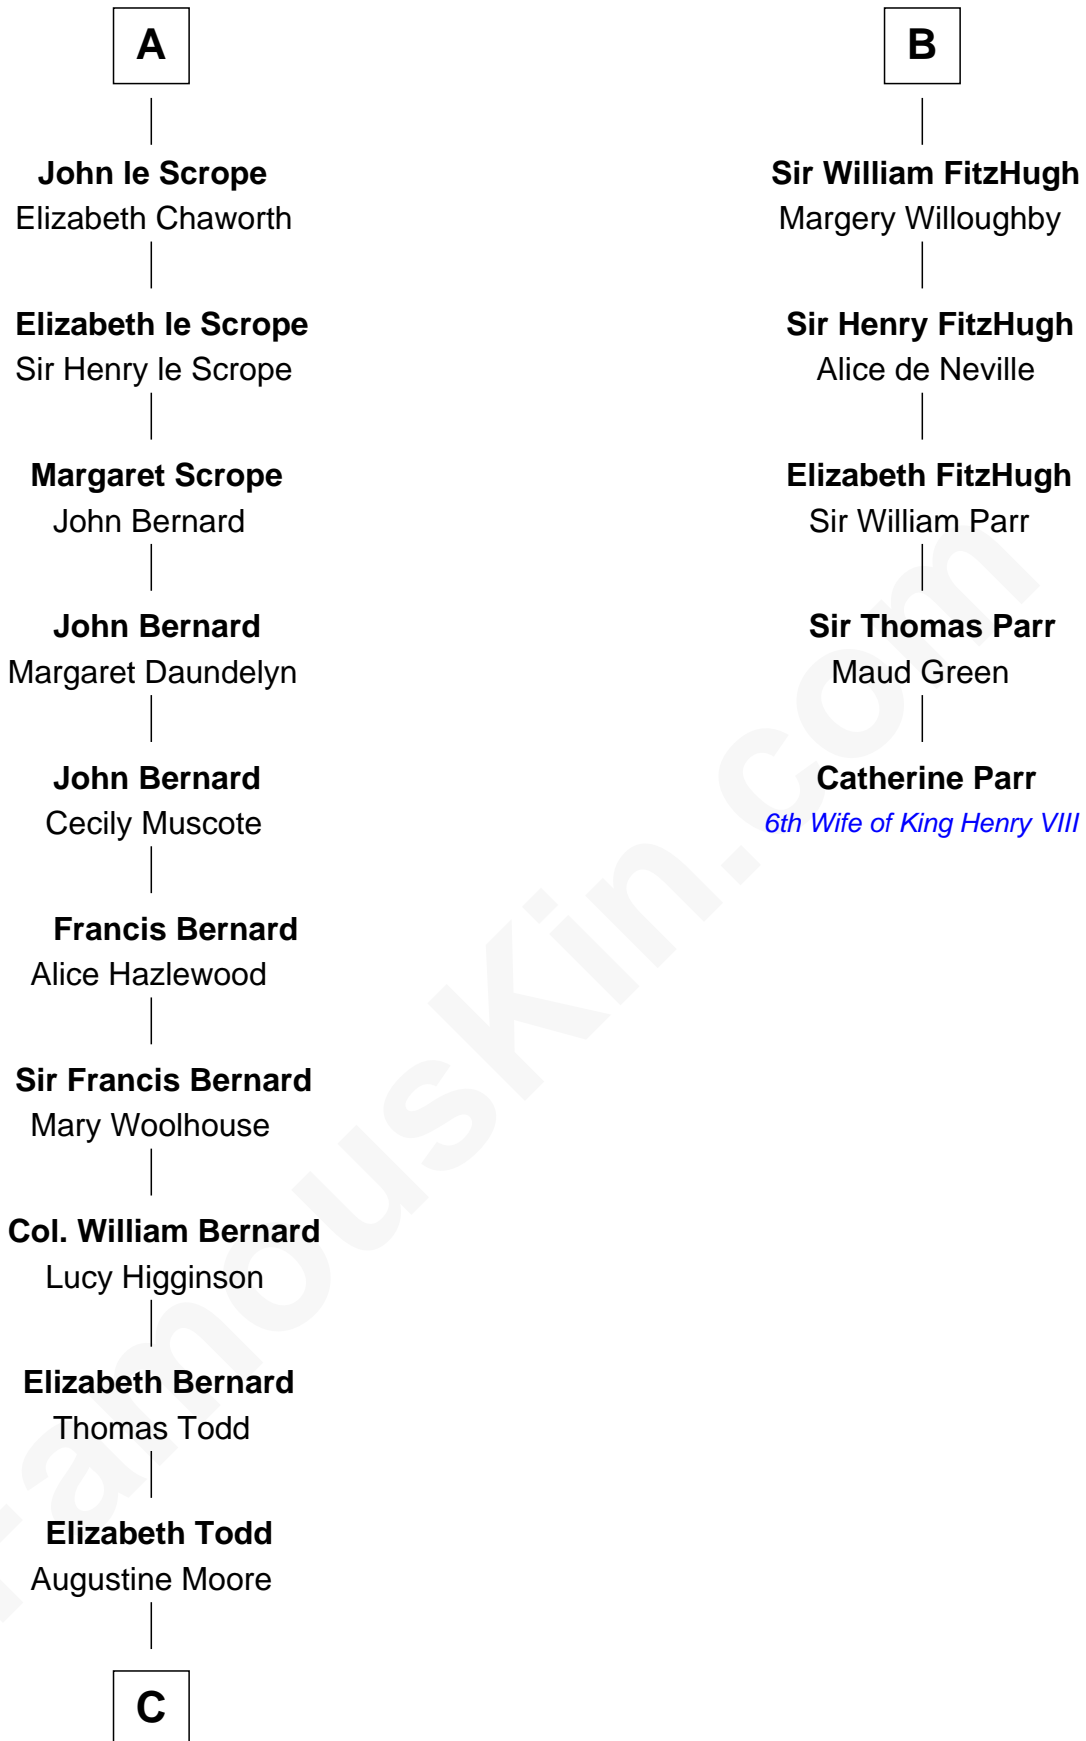 A
John le Scrope
Elizabeth Chaworth
Elizabeth le Scrope
Sir Henry le Scrope
Margaret Scrope
John Bernard
John Bernard
Margaret Daundelyn
John Bernard
Cecily Muscote
Francis Bernard
Alice Hazlewood
Sir Francis Bernard
Mary Woolhouse
Col. William Bernard
Lucy Higginson
Elizabeth Bernard
Thomas Todd
Elizabeth Todd
Augustine Moore
C
B
Sir William FitzHugh
Margery Willoughby
Sir Henry FitzHugh
Alice de Neville
Elizabeth FitzHugh
Sir William Parr
Sir Thomas Parr
Maud Green
Catherine Parr
6th Wife of King Henry VIII
FamousKin.com